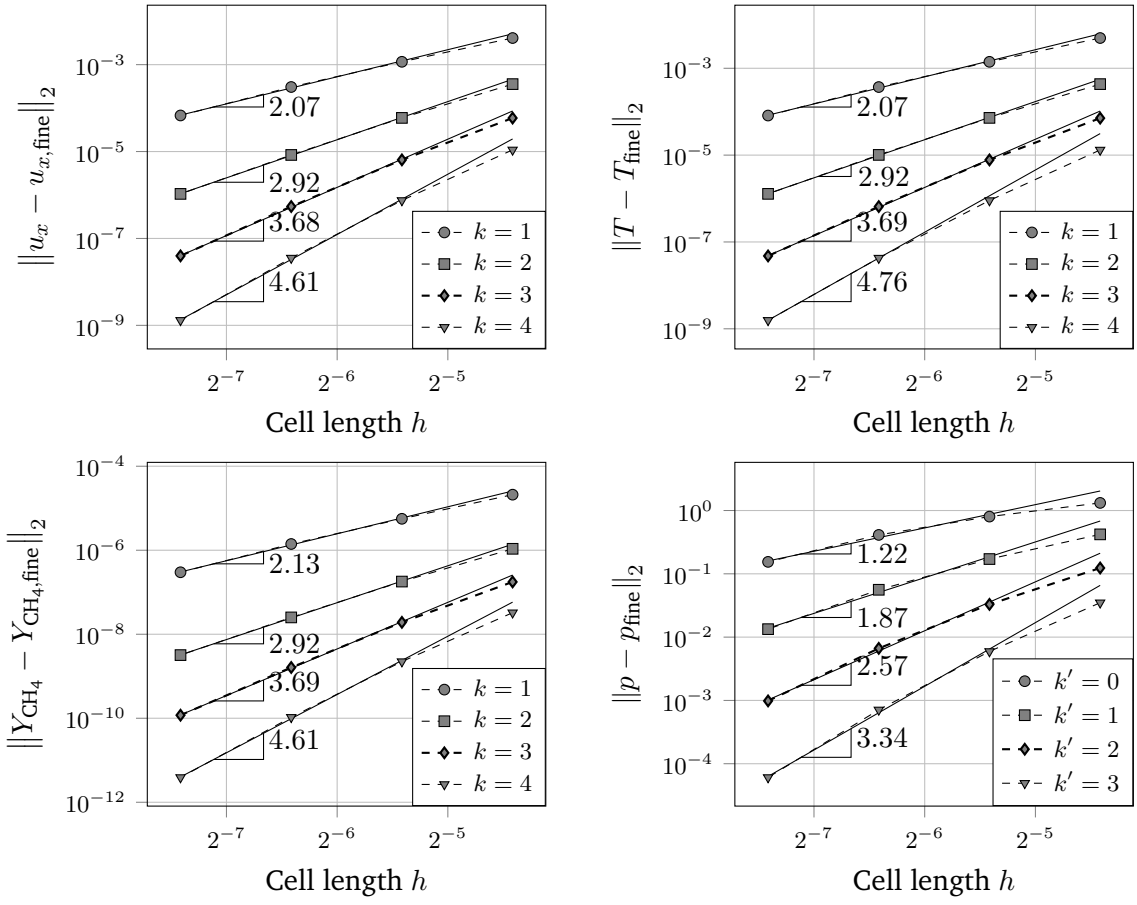 ||u_x − u_{x,fine}||_2
10^{−3}
10^{−5}
10^{−7}
10^{−9}
2.07
2.92
3.68
4.61
k = 1
k = 2
k = 3
k = 4
2^{−7} 2^{−6} 2^{−5}
Cell length h
||T − T_{fine}||_2
10^{−3}
10^{−5}
10^{−7}
10^{−9}
2.07
2.92
3.69
4.76
k = 1
k = 2
k = 3
k = 4
2^{−7} 2^{−6} 2^{−5}
Cell length h
||Y_{CH_4} − Y_{CH_4,fine}||_2
10^{−4}
10^{−6}
10^{−8}
10^{−10}
10^{−12}
2.13
2.92
3.69
4.61
k = 1
k = 2
k = 3
k = 4
2^{−7} 2^{−6} 2^{−5}
Cell length h
||p − p_{fine}||_2
10^{0}
10^{−1}
10^{−2}
10^{−3}
10^{−4}
1.22
1.87
2.57
3.34
k′ = 0
k′ = 1
k′ = 2
k′ = 3
2^{−7} 2^{−6} 2^{−5}
Cell length h